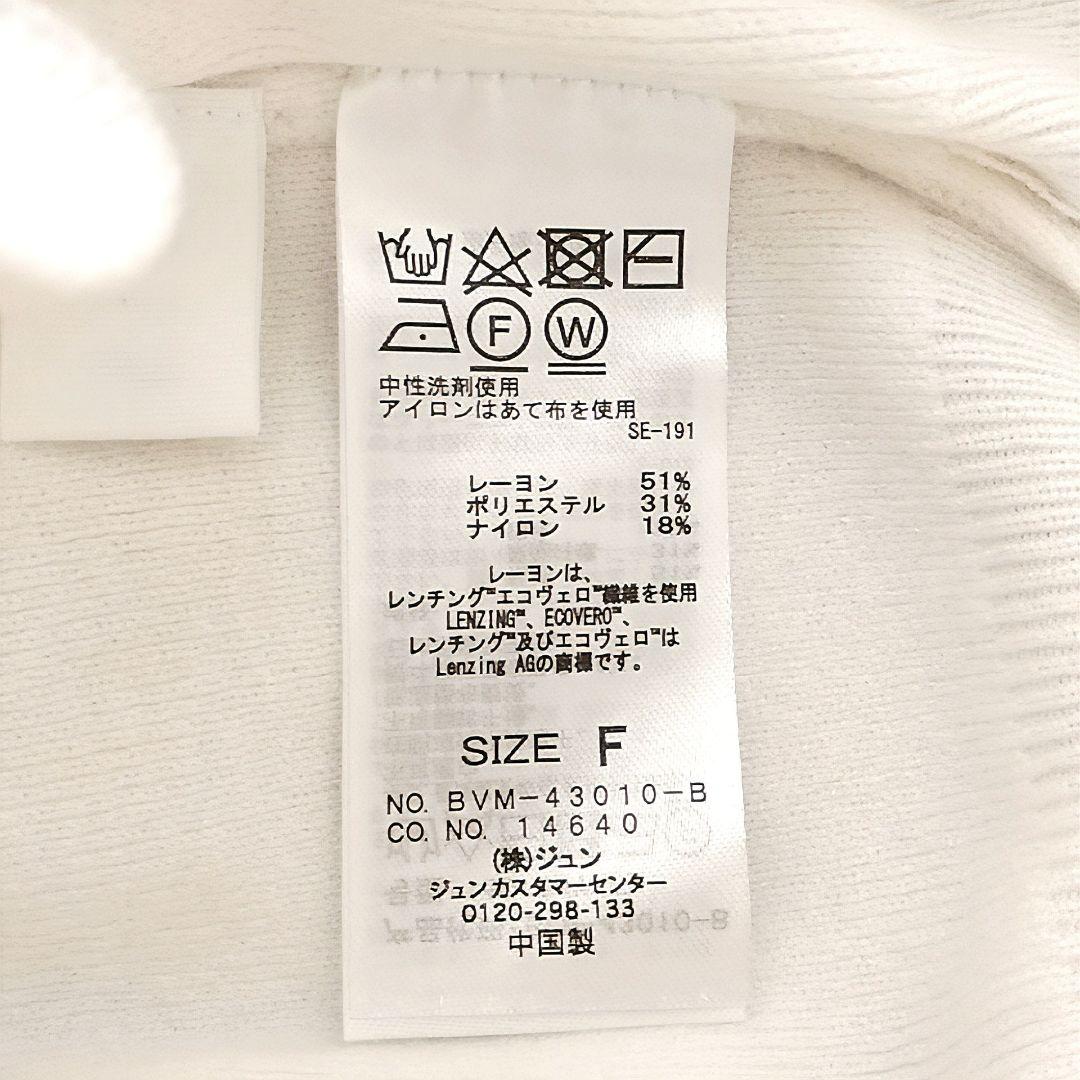 F W
中性洗剤使用
アイロンはあて布を使用
SE-191
レーヨン 51%
ポリエステル 31%
ナイロン 18%
レーヨンは、
レンチング™エコヴェロ™繊維を使用
LENZING™、ECOVERO™、
レンチング™及びエコヴェロ™は
Lenzing AGの商標です。
SIZE F
NO. BVM-43010-B
CO. NO. 14640
(株)ジュン
ジュンカスタマーセンター
0120-298-133
中国製